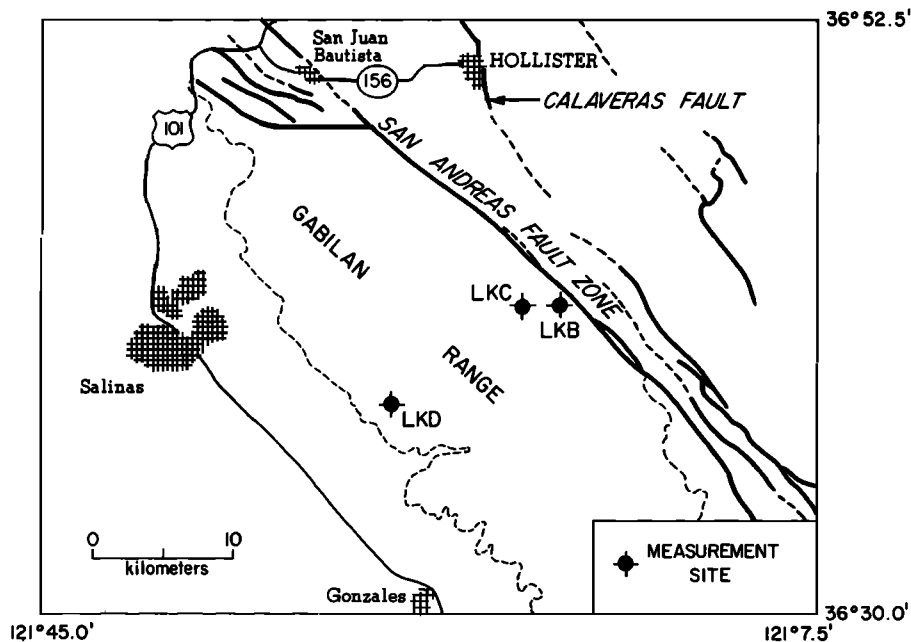 36°52.5'
San Juan
Bautista
156
HOLLISTER
CALAVERAS FAULT
101
SAN ANDREAS FAULT ZONE
GABILAN
RANGE
LKC
LKB
Salinas
LKD
0 10
kilometers
MEASUREMENT
SITE
Gonzales
36°30.0'
121°45.0'
121°7.5'